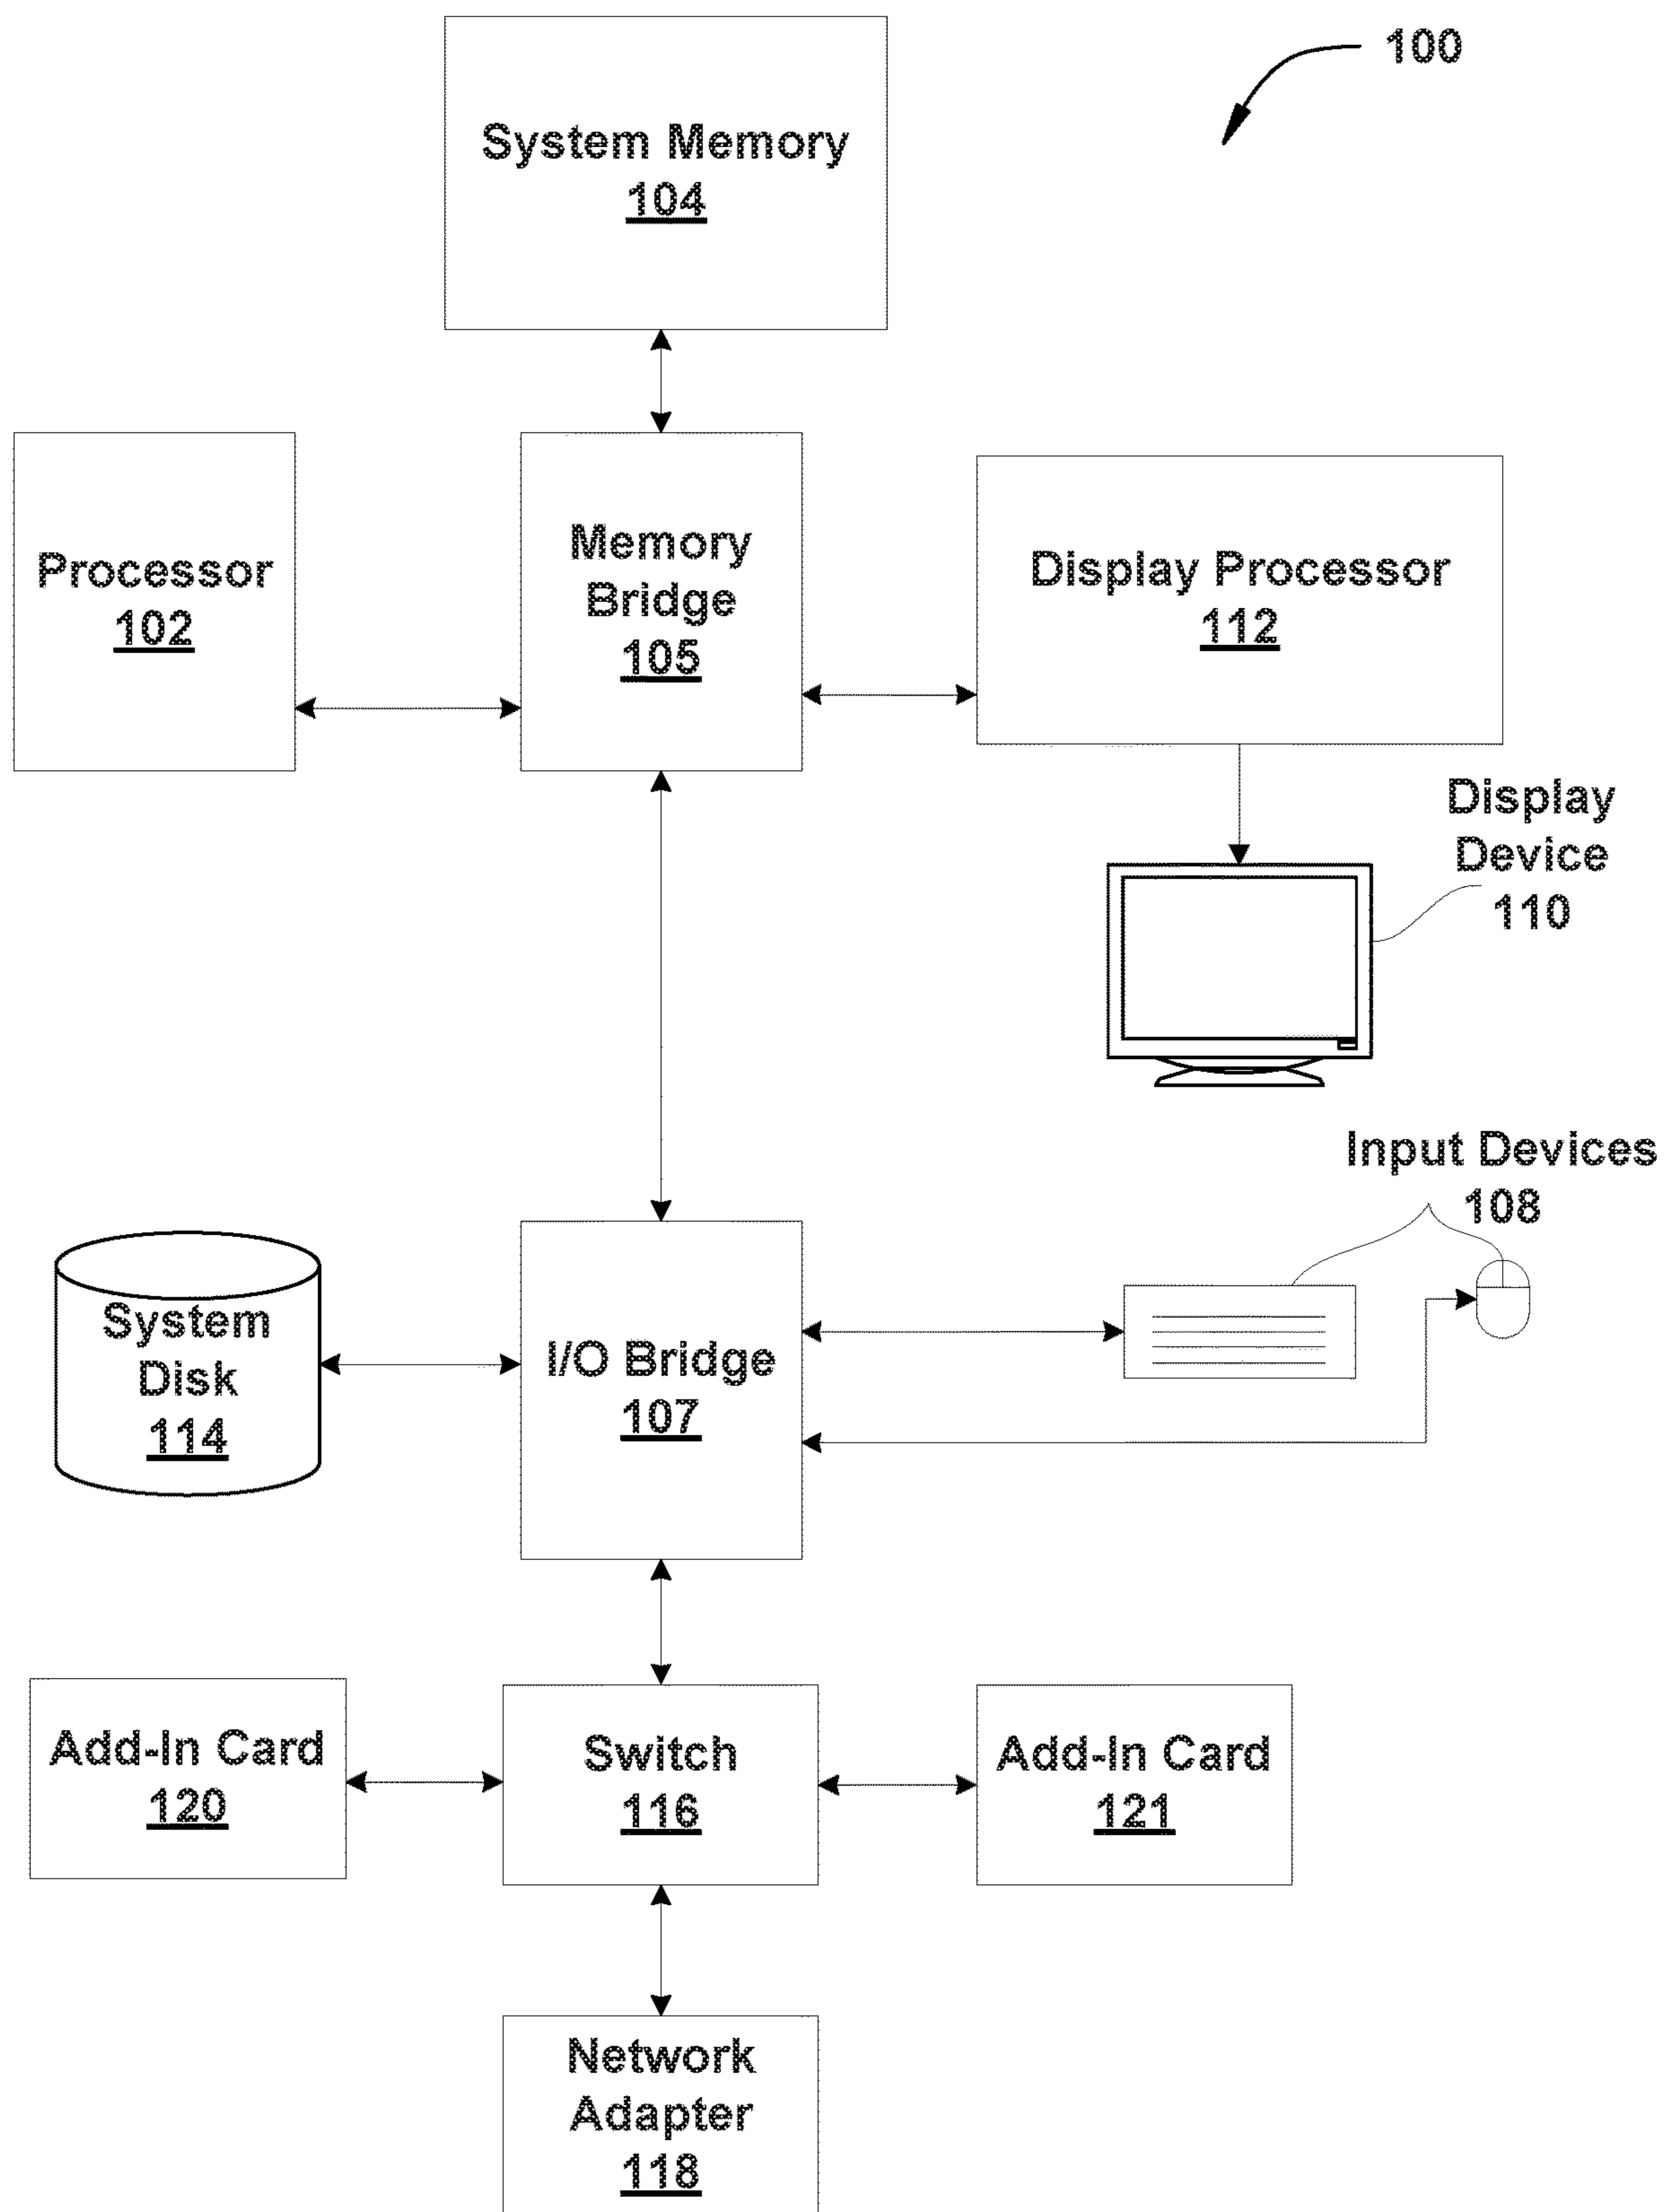 100
System Memory
104
Processor
102
Memory
Bridge
105
Display Processor
112
Display
Device
110
Input Devices
108
System
Disk
114
I/O Bridge
107
Add-In Card
120
Switch
116
Add-In Card
121
Network
Adapter
118